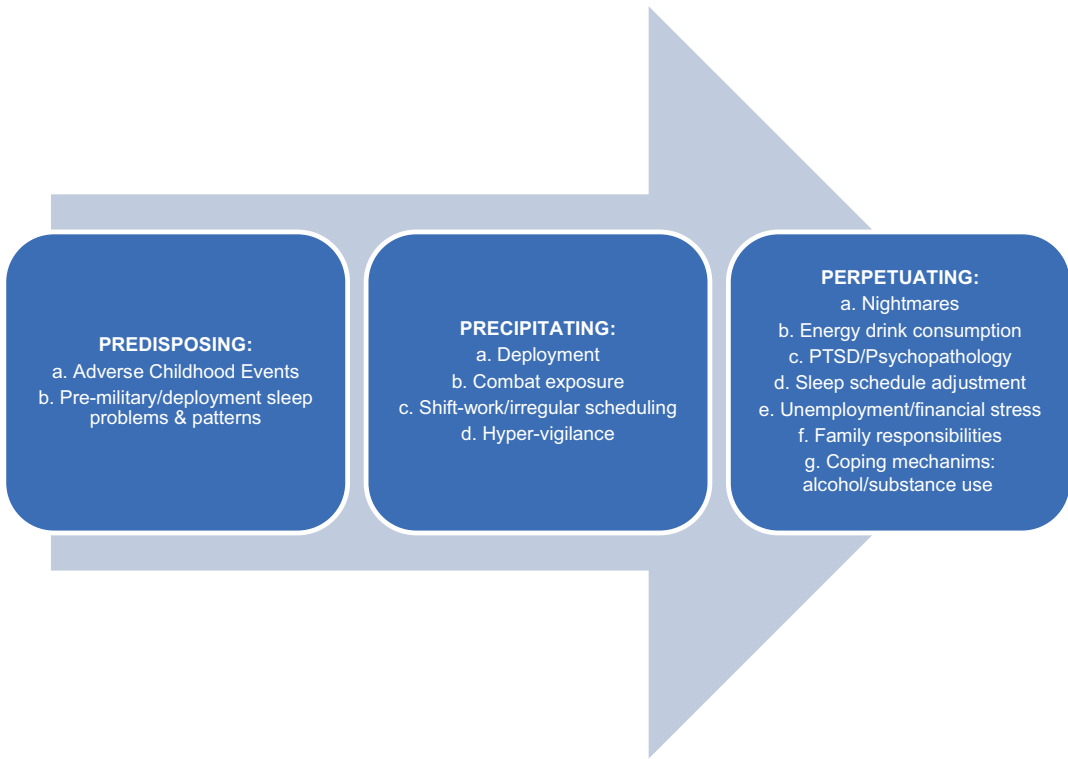 PREDISPOSING:
a. Adverse Childhood Events
b. Pre-military/deployment sleep
problems & patterns
PRECIPITATING:
a. Deployment
b. Combat exposure
c. Shift-work/irregular scheduling
d. Hyper-vigilance
PERPETUATING:
a. Nightmares
b. Energy drink consumption
c. PTSD/Psychopathology
d. Sleep schedule adjustment
e. Unemployment/financial stress
f. Family responsibilities
g. Coping mechanims:
alcohol/substance use